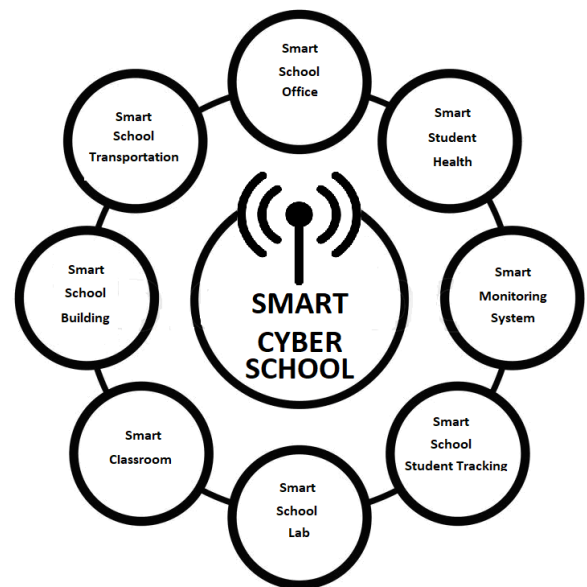 Smart
School
Office
Smart
Student
Health
Smart
Monitoring
System
Smart
School
Student Tracking
Smart
School
Lab
Smart
Classroom
Smart
School
Building
Smart
School
Transportation
SMART
CYBER
SCHOOL